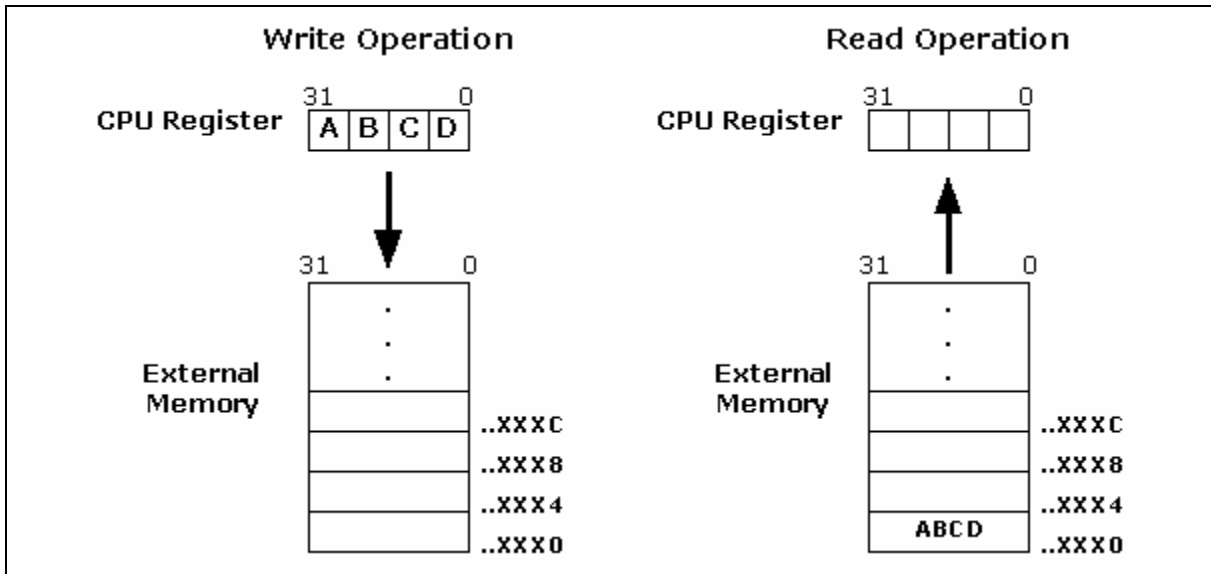 Write Operation
31 0
CPU Register
A B C D
31 0
.
.
.
External
Memory
..XXXC
..XXX8
..XXX4
..XXX0
Read Operation
31 0
CPU Register
31 0
.
.
.
External
Memory
..XXXC
..XXX8
..XXX4
ABCD
..XXX0